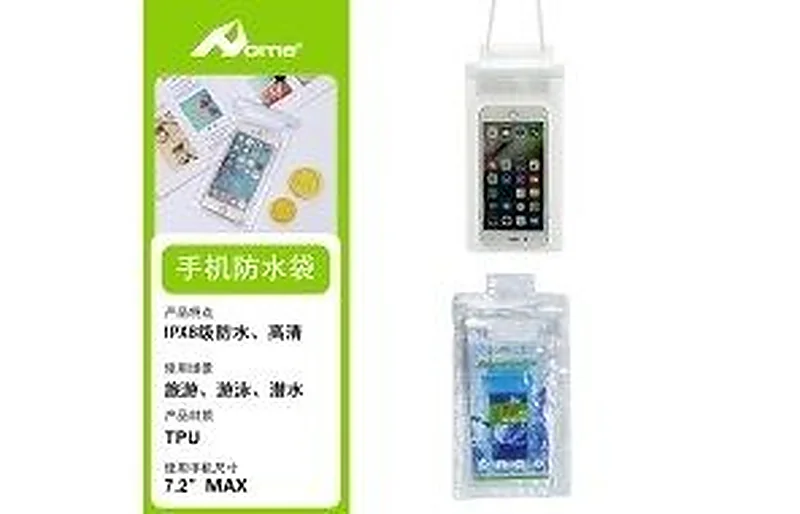 Home
手机防水袋
产品特点
IPX8级防水、高清
使用场景
旅游、游泳、潜水
产品材质
TPU
使用手机尺寸
7.2" MAX